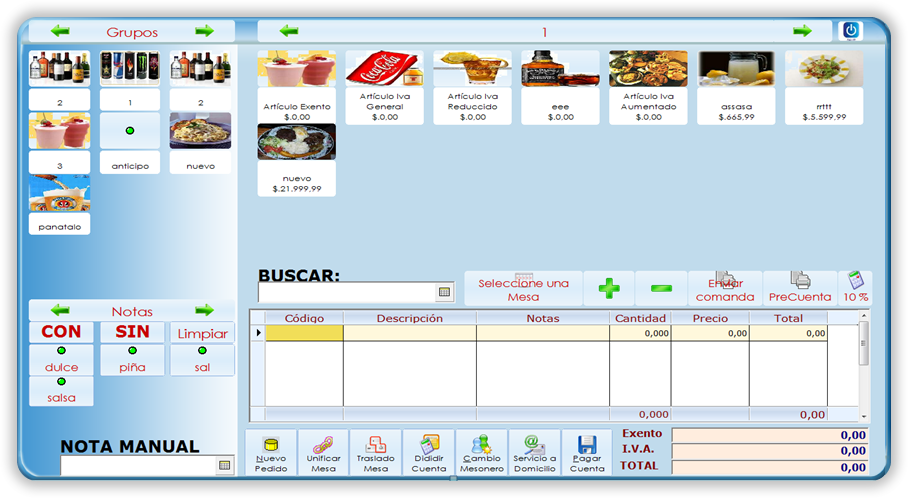 Grupos
1
2
1
2
3
anticipo
nuevo
panatalo
Artículo Exento
$.0.00
Coca-Cola
Artículo Iva
General
$.0.00
Artículo Iva
Reduccido
$.0.00
eee
$.0.00
Artículo Iva
Aumentado
$.0.00
assasa
$.665.99
rrttt
$.5.599.99
nuevo
$.21.999.99
BUSCAR:
Seleccione una
Mesa
Enviar
comanda
PreCuenta
10 %
Notas
CON
SIN
Limpiar
dulce
piña
sal
salsa
NOTA MANUAL
Código
Descripción
Notas
Cantidad
Precio
Total
0,000
0,00
0,00
0,000
0,00
Nuevo
Pedido
Unificar
Mesa
Traslado
Mesa
Dididir
Cuenta
Cambio
Mesonero
Servicio a
Domicilio
Pagar
Cuenta
Exento
0,00
I.V.A.
0,00
TOTAL
0,00